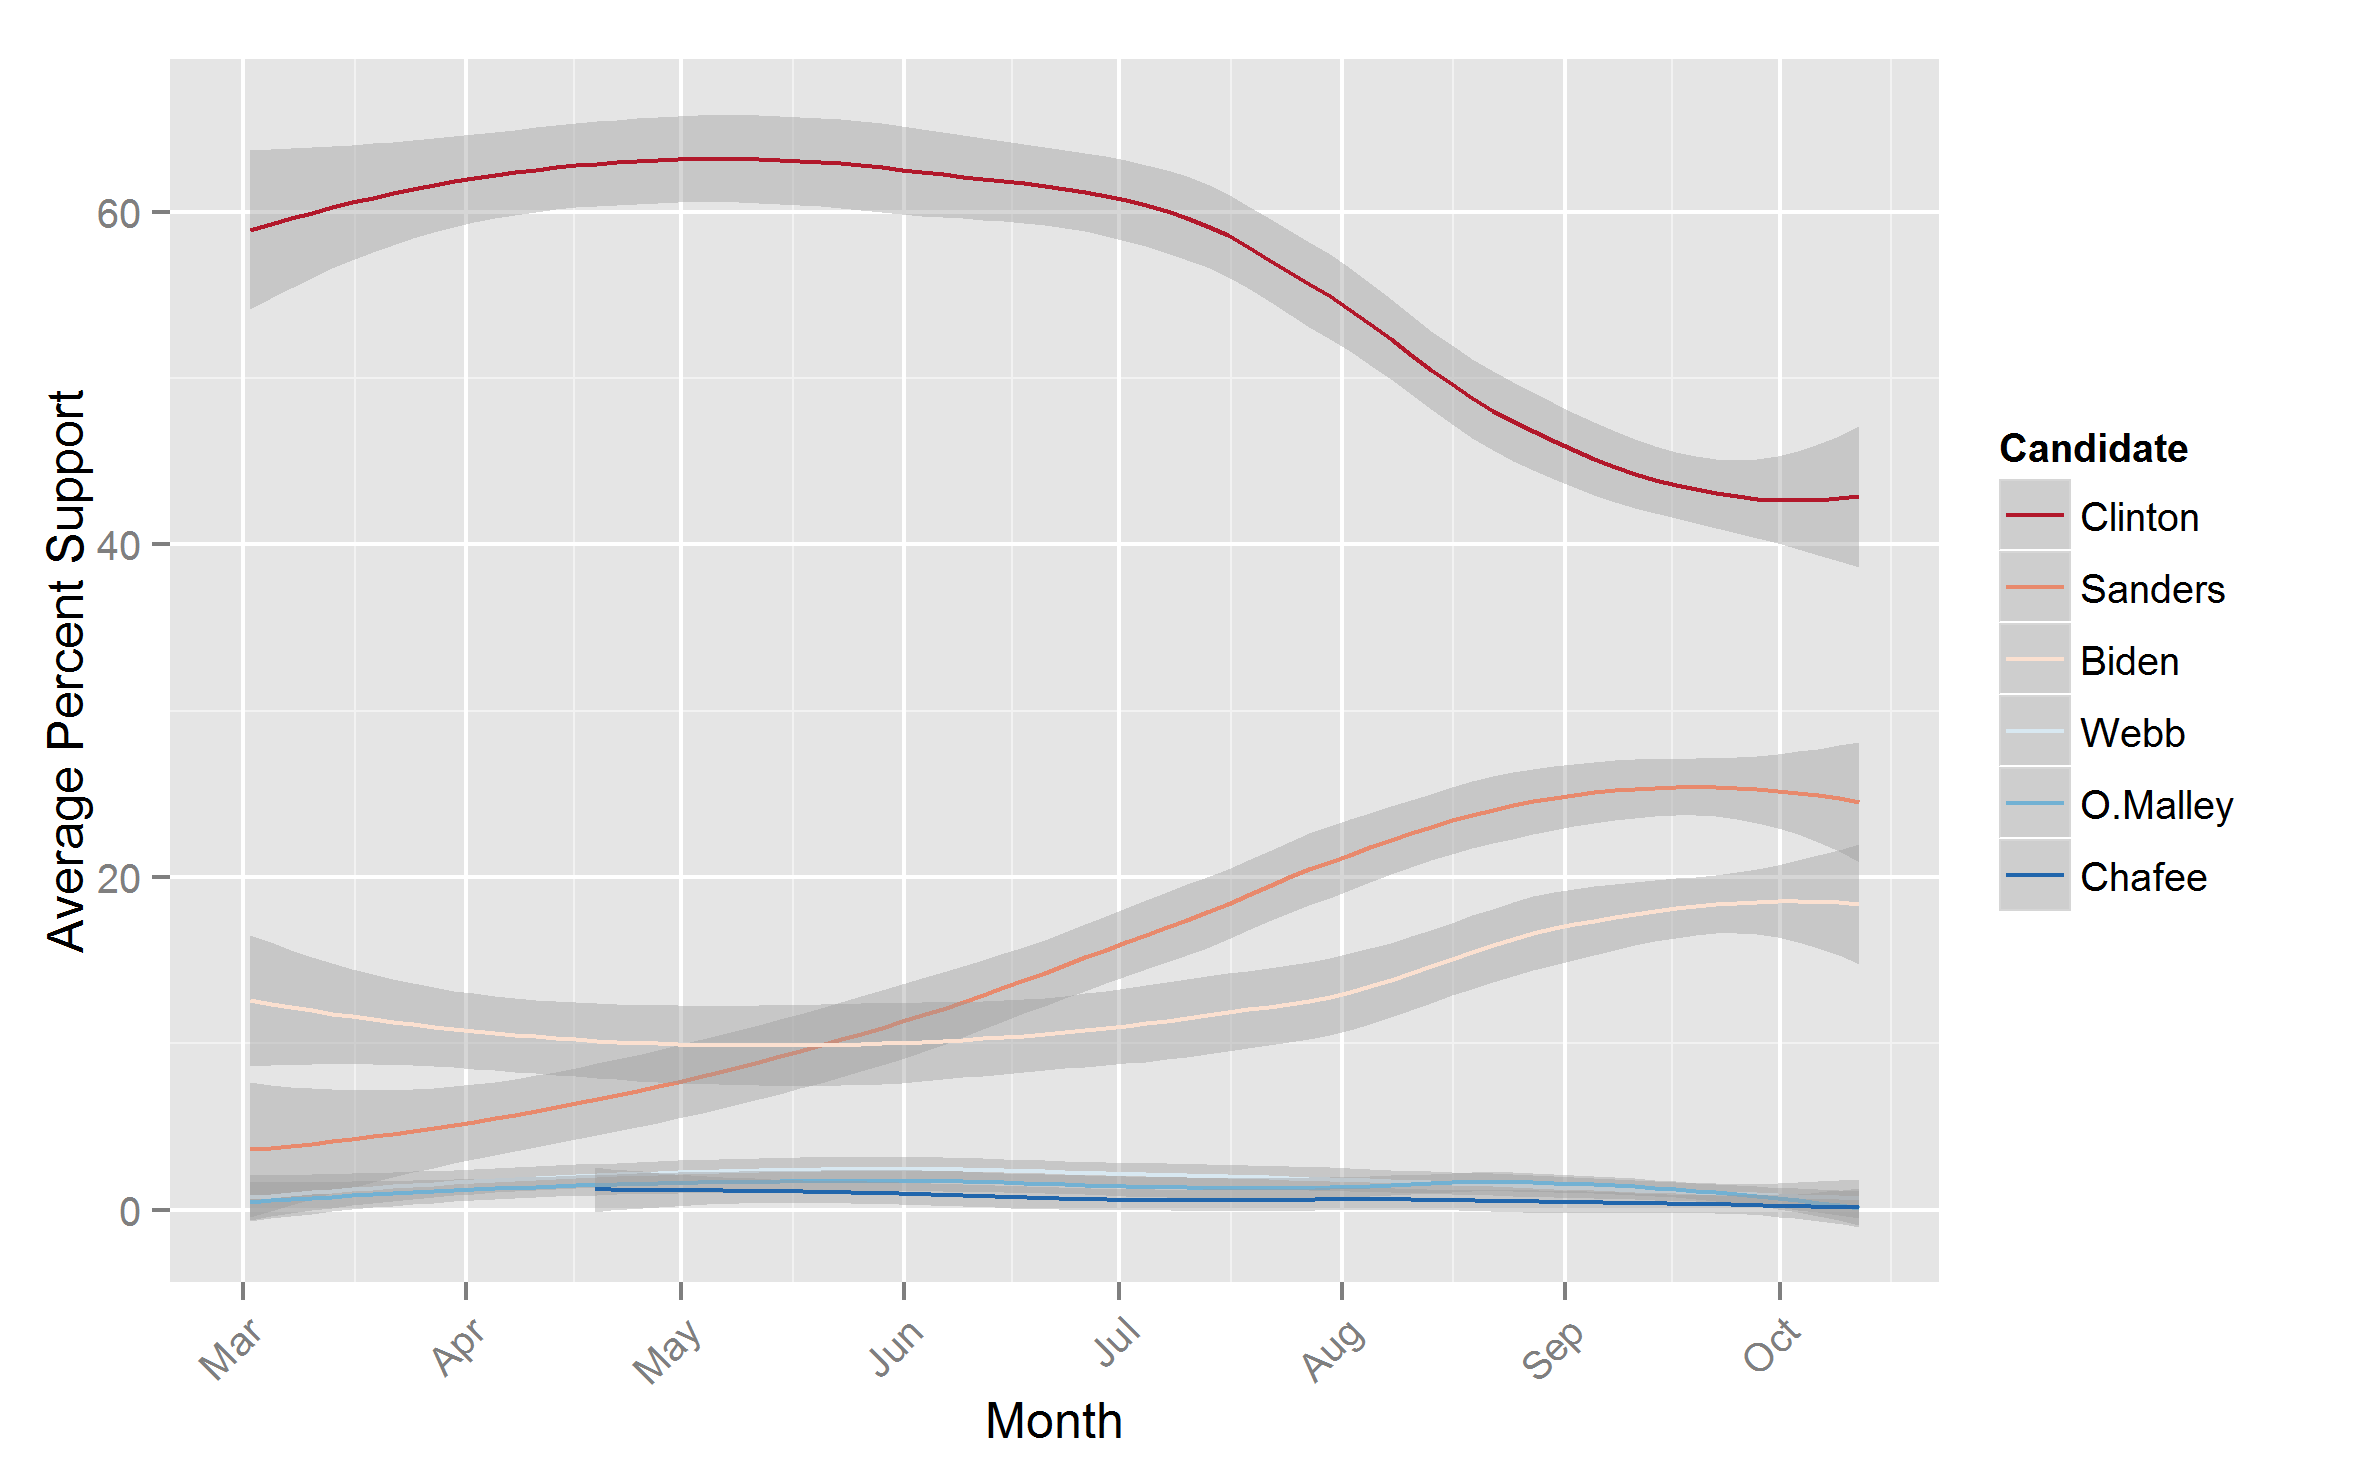 Average Percent Support
60
40
20
0
Mar
Apr
May
Jun
Jul
Aug
Sep
Oct
Month
Candidate
Clinton
Sanders
Biden
Webb
O.Malley
Chafee